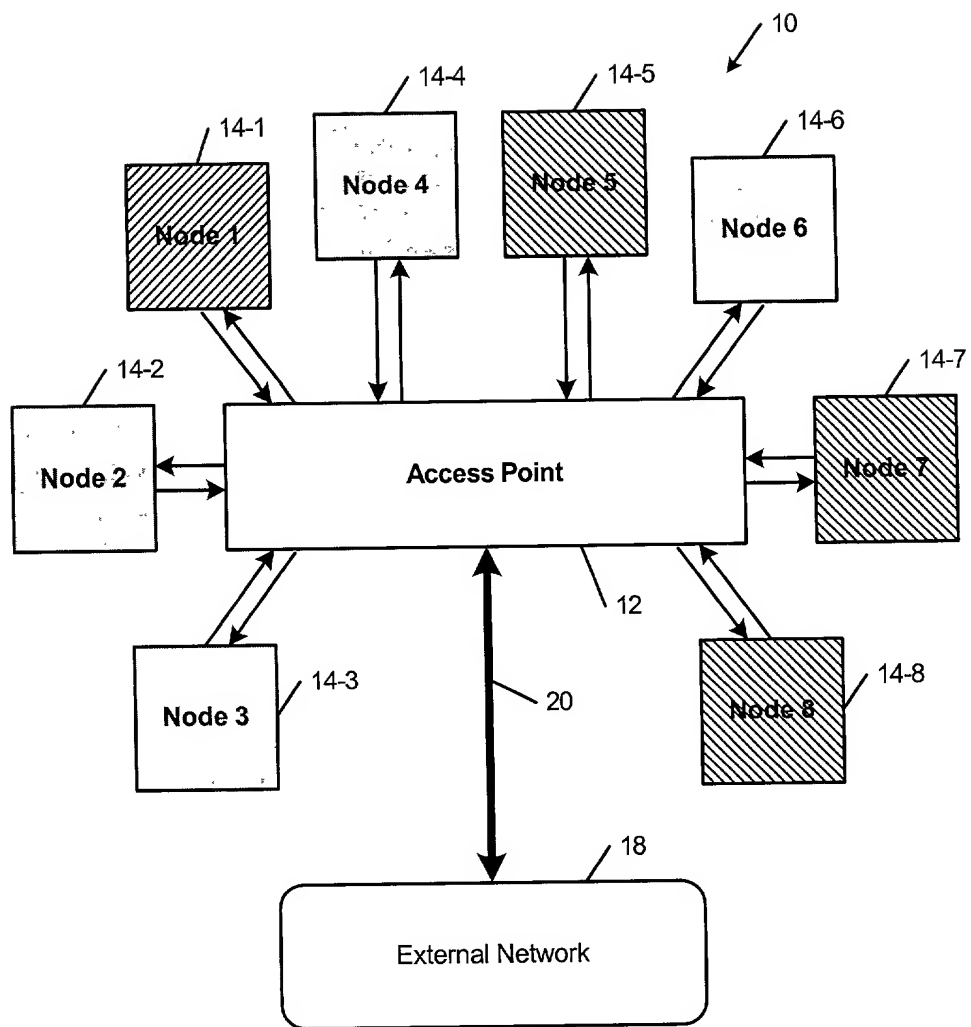 10
14-4
14-5
14-1
14-6
Node 4
Node 5
Node 1
Node 6
14-2
14-7
Node 2
Access Point
Node 7
12
14-3
14-8
Node 3
20
Node 8
18
External Network